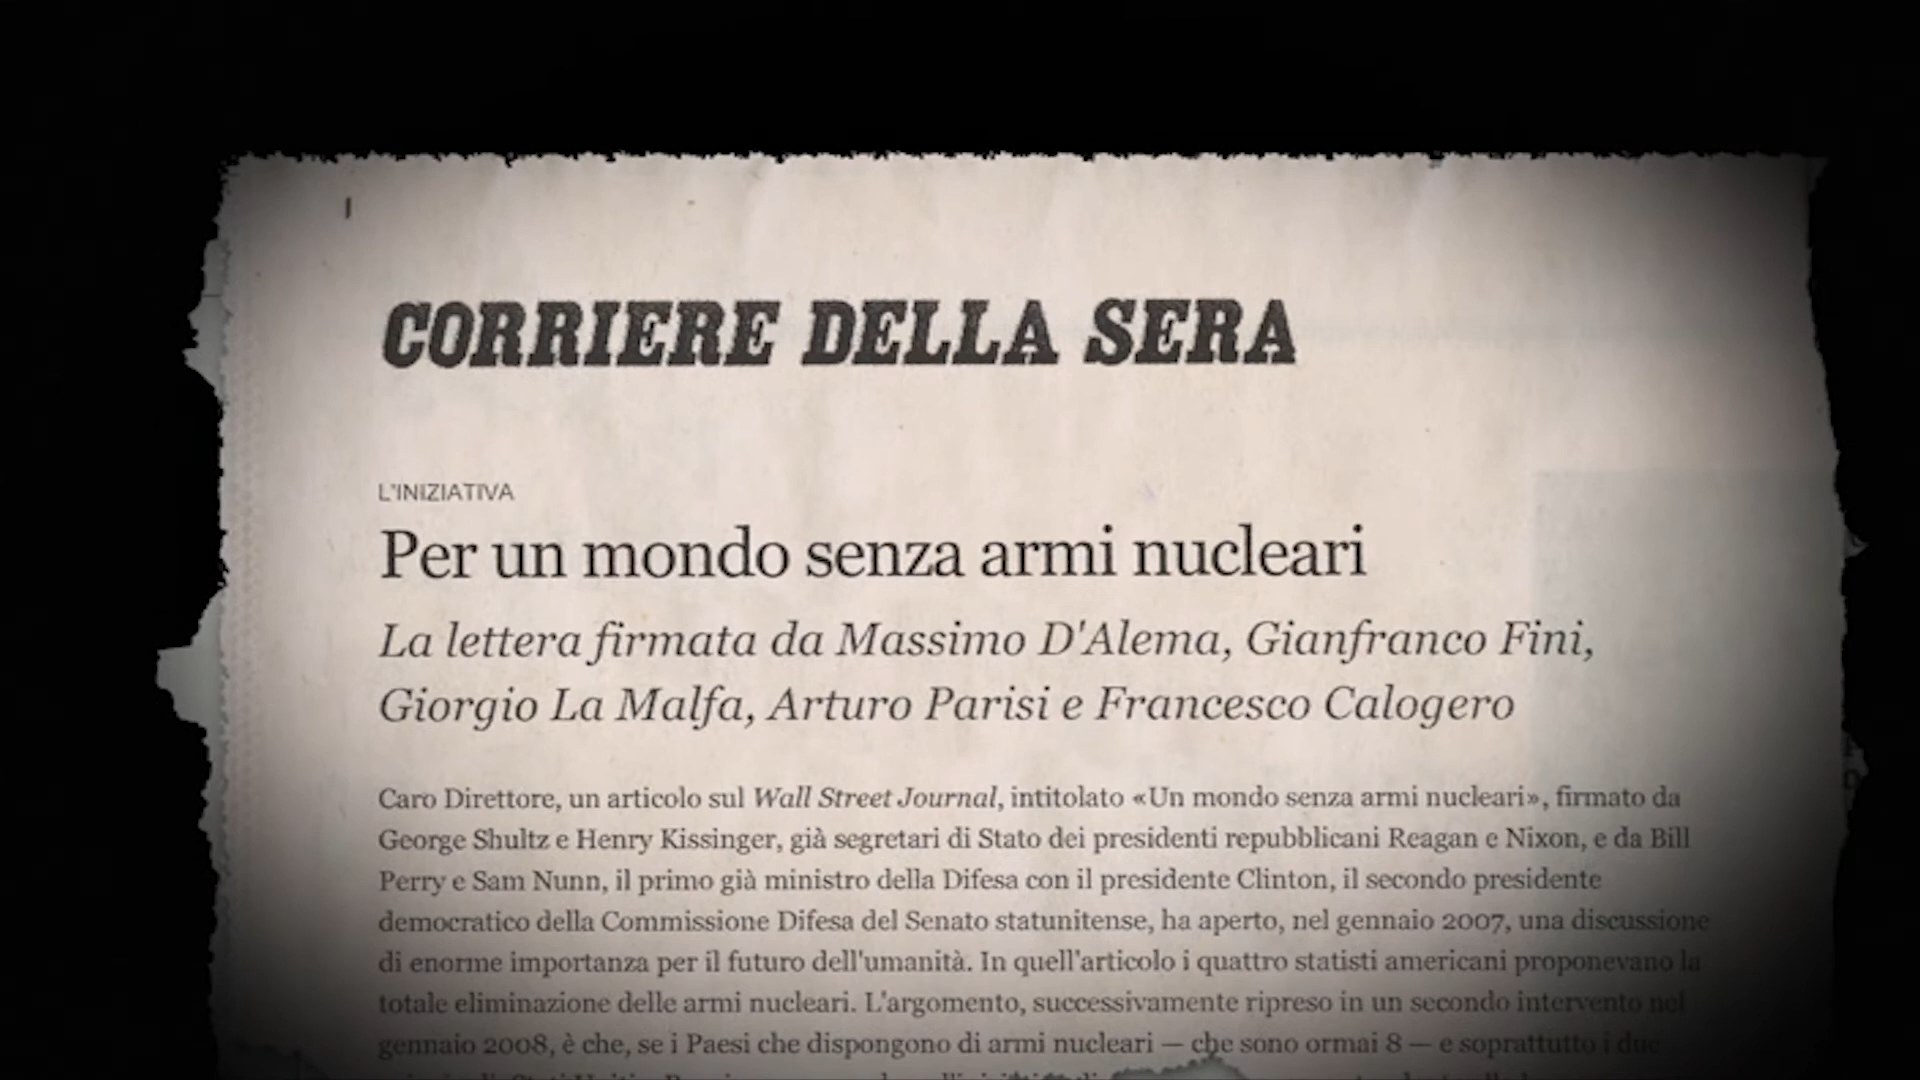 CORRIERE DELLA SERA
L'INIZIATIVA
Per un mondo senza armi nucleari
La lettera firmata da Massimo D'Alema, Gianfranco Fini,
Giorgio La Malfa, Arturo Parisi e Francesco Calogero
Caro Direttore, un articolo sul Wall Street Journal, intitolato «Un mondo senza armi nucleari», firmato da
George Shultz e Henry Kissinger, già segretari di Stato dei presidenti repubblicani Reagan e Nixon, e da Bill
Perry e Sam Nunn, il primo già ministro della Difesa con il presidente Clinton, il secondo presidente
democratico della Commissione Difesa del Senato statunitense, ha aperto, nel gennaio 2007, una discussione
di enorme importanza per il futuro dell'umanità. In quell'articolo i quattro statisti americani proponevano la
totale eliminazione delle armi nucleari. L'argomento, successivamente ripreso in un secondo intervento nel
gennaio 2008, è che, se i Paesi che dispongono di armi nucleari — che sono ormai 8 — e soprattutto i due